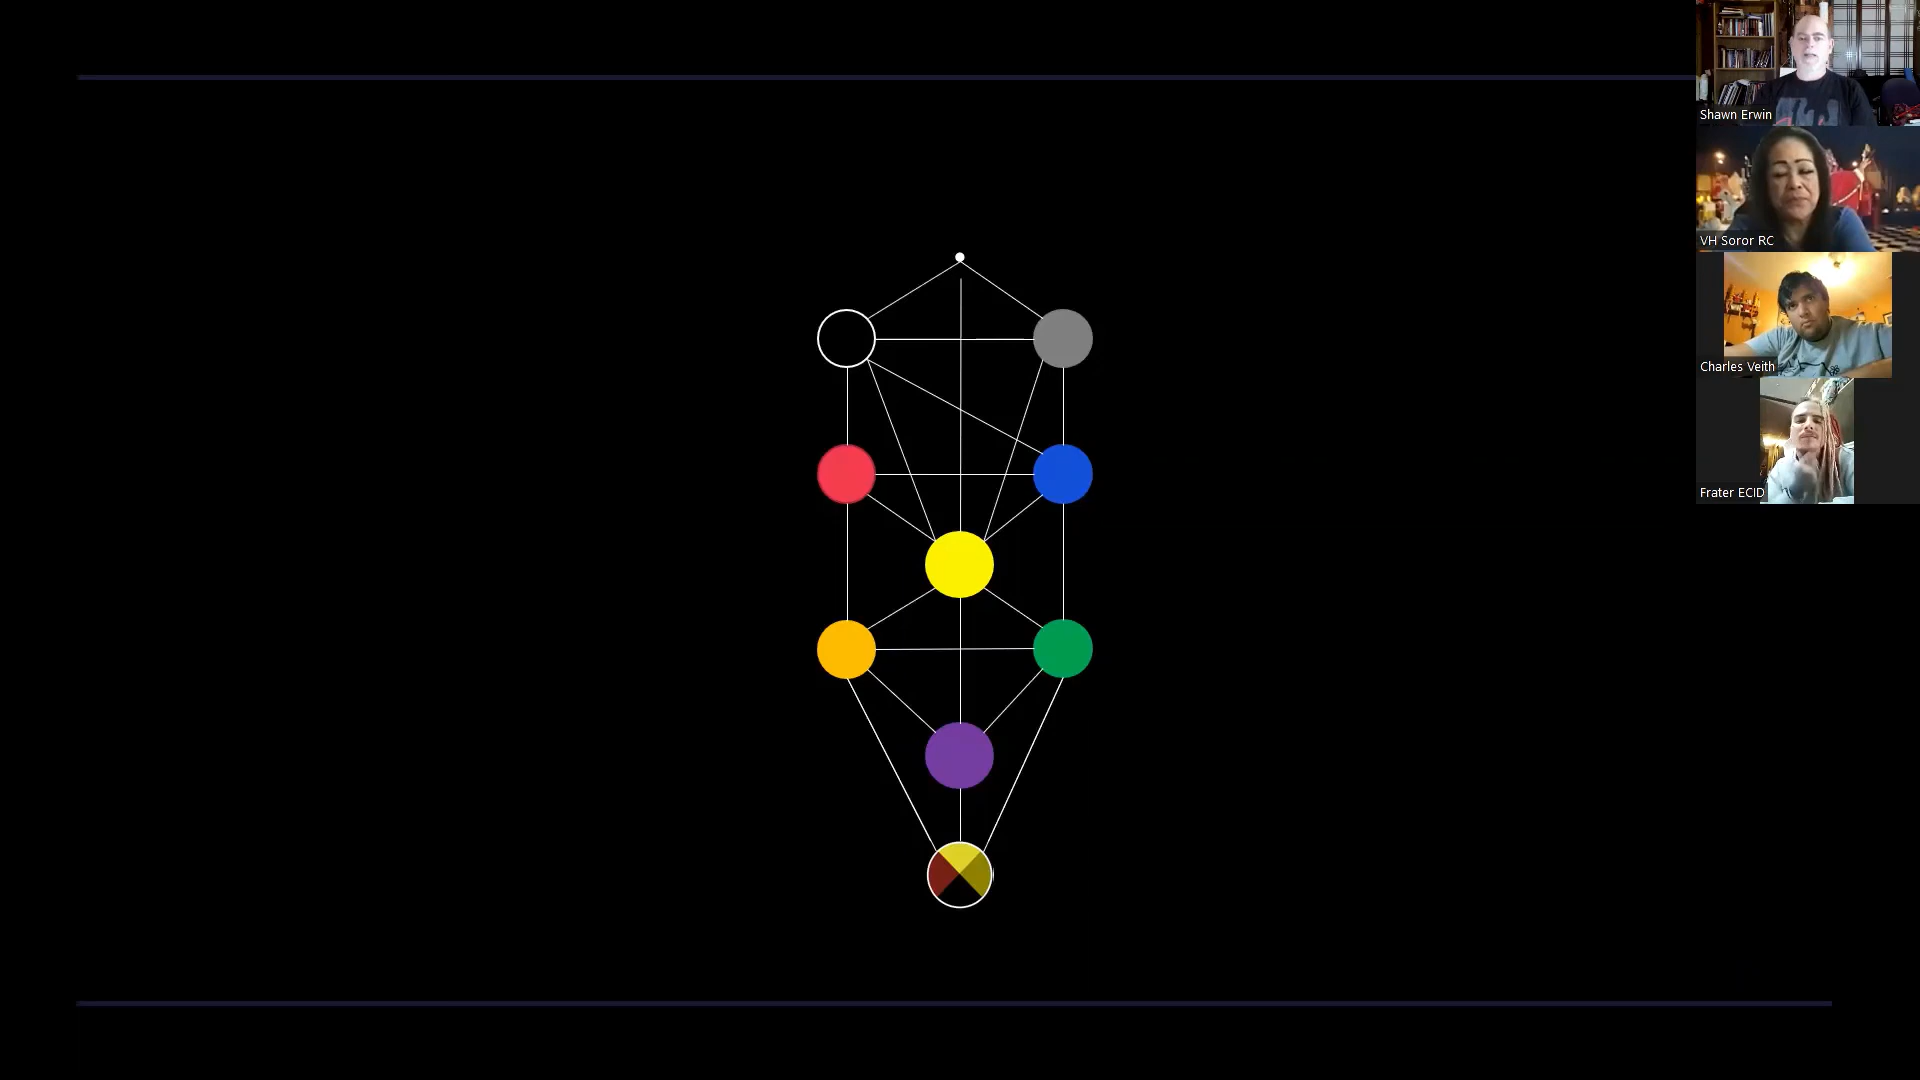 Shawn Erwin
VH Soror RC
Charles Veith
Frater ECID